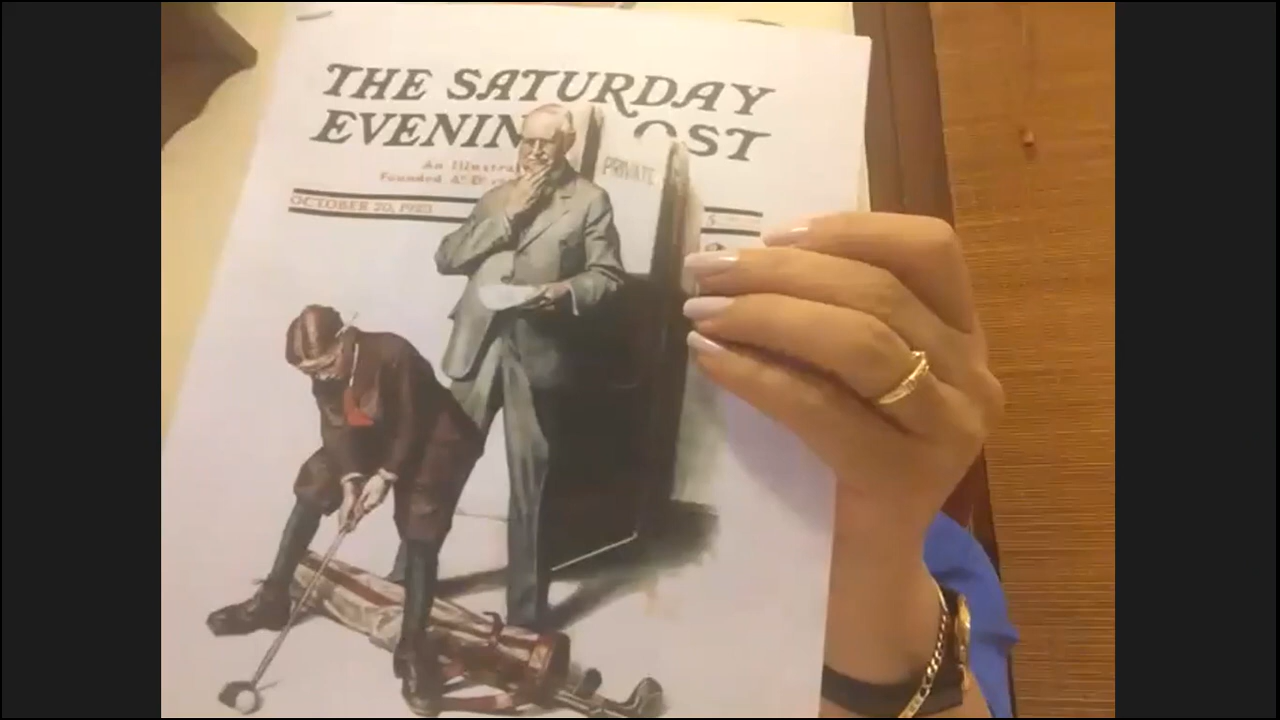 THE SATURDAY
EVENIN OST
An Illustra
Founded A° D
PRIVATE
OCTOBER 20, 1923